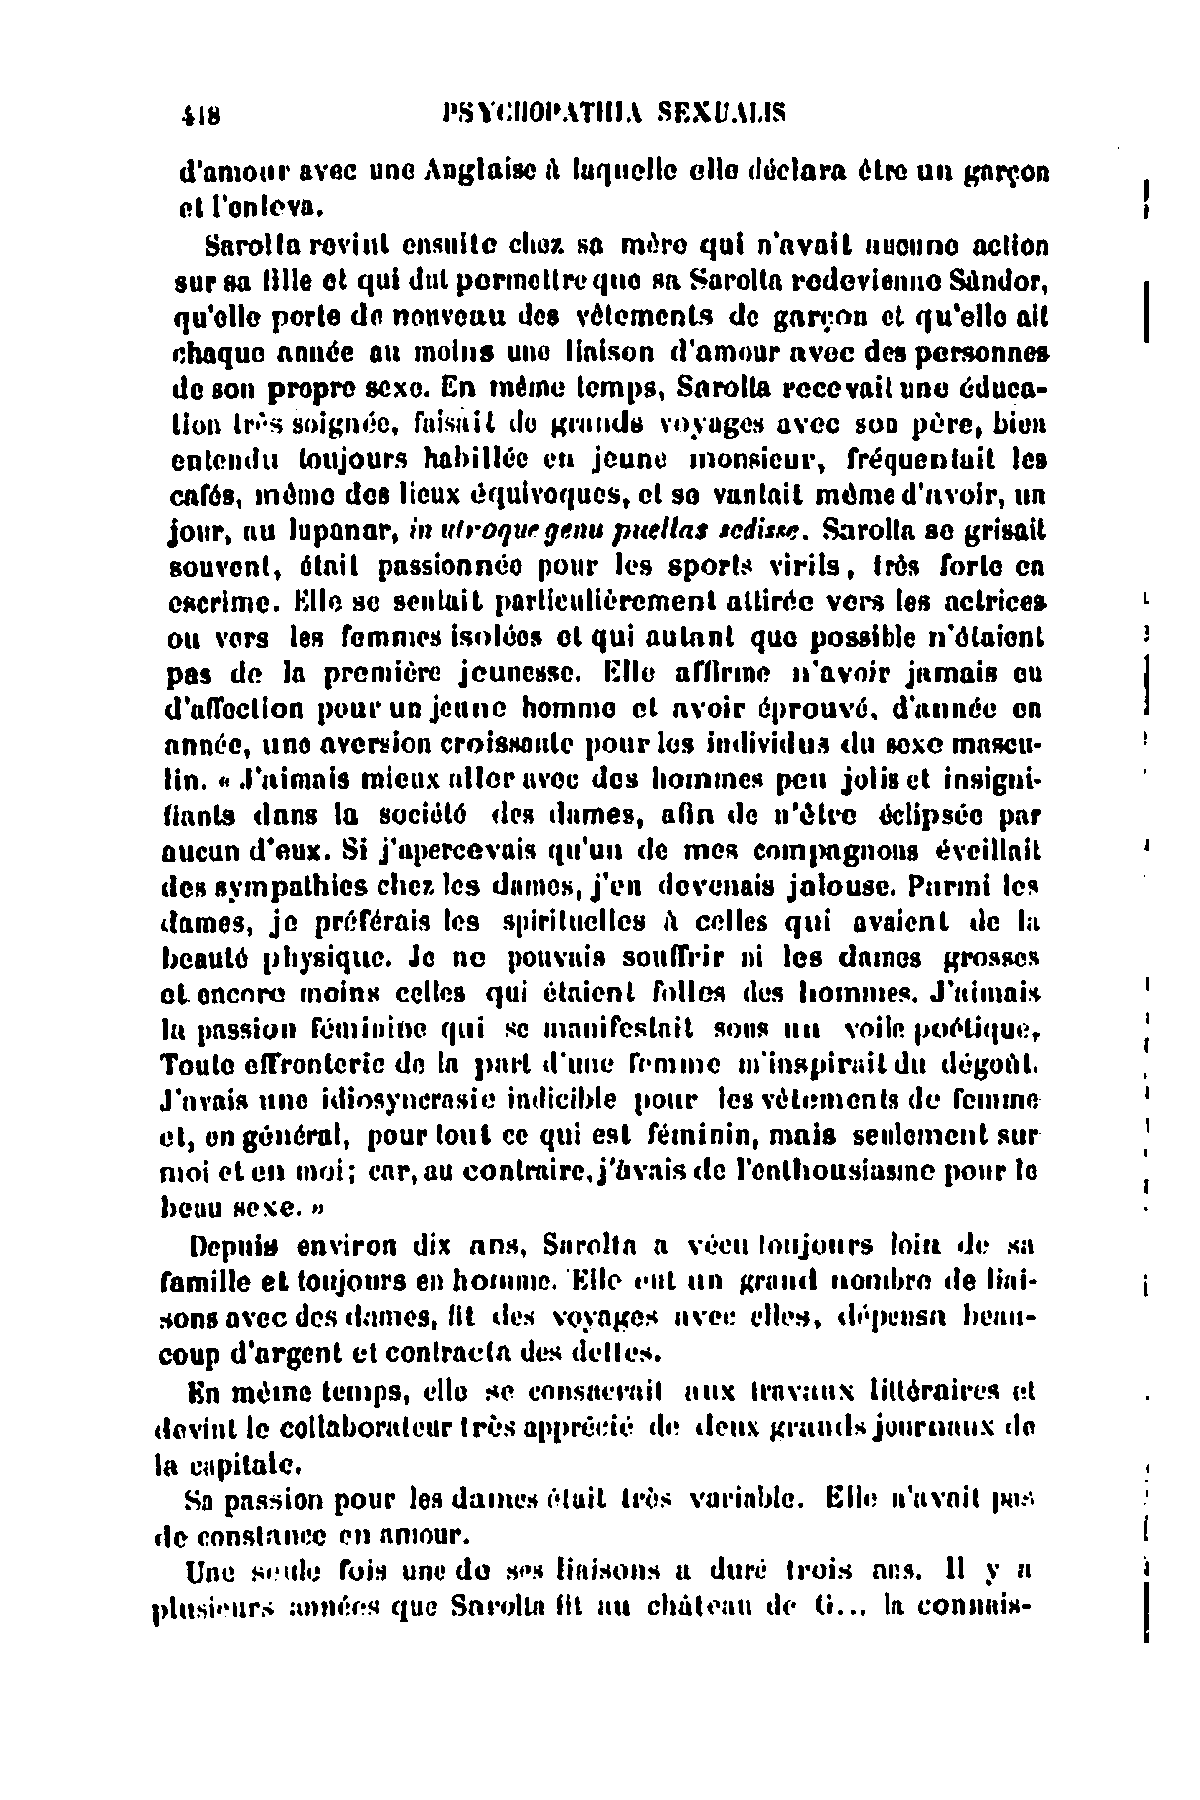 418 PSYCHOPATHIA SEXUALIS
d'amour avec une Anglaise à laquelle elle déclara être un garçon
et l'enleva.
Sarolta revint ensuite chez sa mère qui n'avait aucune action
sur sa fille et qui dut permettre que sa Sarolta redevienne Sándor,
qu'elle porte de nouveau des vêtements de garçon et qu'elle ait
chaque année au moins une liaison d'amour avec des personnes
de son propre sexe. En même temps, Sarolta recevait une éduca-
tion très soignée, faisait de grands voyages avec son père, bien
entendu toujours habillée en jeune monsieur, fréquentait les
cafés, même des lieux équivoques, et se vantait même d'avoir, un
jour, au lupanar, in utroque genu puellas sedisse. Sarolta se grisait
souvent, était passionnée pour les sports virils, très forte en
escrime. Elle se sentait particulièrement attirée vers les actrices
ou vers les femmes isolées et qui autant que possible n'étaient
pas de la première jeunesse. Elle affirme n'avoir jamais eu
d'affection pour un jeune homme et avoir éprouvé, d'année en
année, une aversion croissante pour les individus du sexe mascu-
lin. « J'aimais mieux aller avec des hommes peu jolis et insigni-
fiants dans la société des dames, afin de n'être éclipsée par
aucun d'eux. Si j'apercevais qu'un de mes compagnons éveillait
des sympathies chez les dames, j'en devenais jalouse. Parmi les
dames, je préférais les spirituelles à celles qui avaient de la
beauté physique. Je ne pouvais souffrir ni les dames grosses
et encore moins celles qui étaient folles des hommes. J'aimais
la passion féminine qui se manifestait sous un voile poétique.
Toute effronterie de la part d'une femme m'inspirait du dégoût.
J'avais une idiosyncrasie indicible pour les vêtements de femme
et, en général, pour tout ce qui est féminin, mais seulement sur
moi et en moi; car, au contraire, j'avais de l'enthousiasme pour le
beau sexe. »
Depuis environ dix ans, Sarolta a vécu toujours loin de sa
famille et toujours en homme. Elle eut un grand nombre de liai-
sons avec des dames, fit des voyages avec elles, dépensa beau-
coup d'argent et contracta des dettes.
En même temps, elle se consacrait aux travaux littéraires et
devint le collaborateur très apprécié de deux grands journaux de
la capitale.
Sa passion pour les dames était très variable. Elle n'avait pas
de constance en amour.
Une seule fois une de ses liaisons a duré trois ans. Il y a
plusieurs années que Sarolta fit au château de G... la connais-